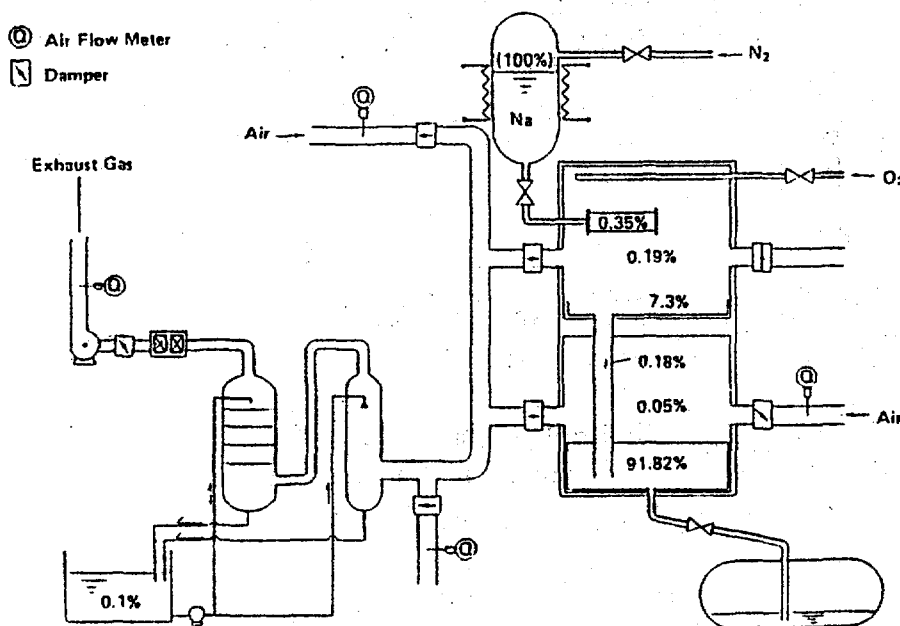 Q Air Flow Meter
Damper
(100%)
N₂
Q
Na
Air
Exhaust Gas
O₂
0.35%
0.19%
Q
7.3%
0.18%
Q
0.05%
Air
91.82%
Q
0.1%